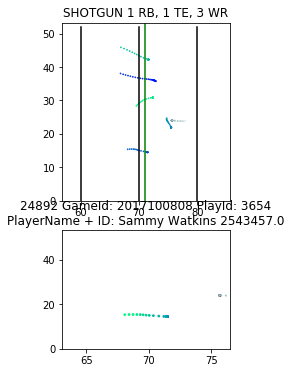 SHOTGUN 1 RB, 1 TE, 3 WR
50
40
30
20
10
0
60 70 80
24892 GameId: 2017100808 PlayId: 3654
PlayerName + ID: Sammy Watkins 2543457.0
40
20
0
65 70 75